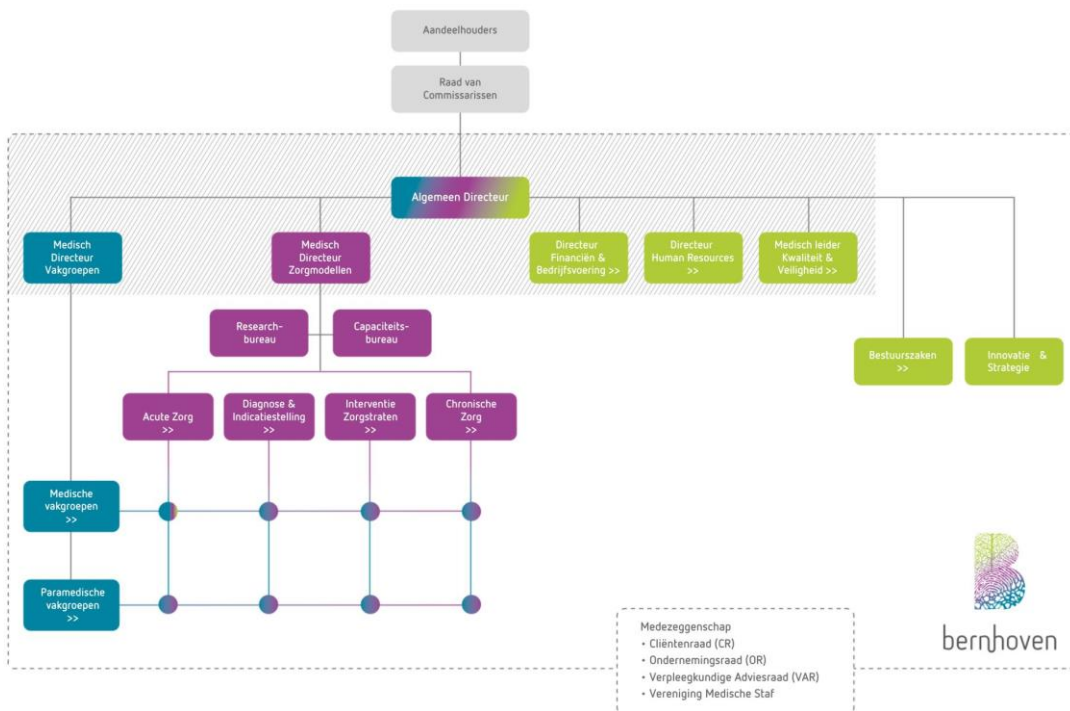 Aandeelhouders
Raad van
Commissarissen
Algemeen Directeur
Medisch
Directeur
Vakgroepen
Medisch
Directeur
Zorgmodellen
Directeur
Financiën &
Bedrijfsvoering >>
Directeur
Human Resources
>>
Medisch leider
Kwaliteit &
Veiligheid >>
Research-
bureau
Capaciteits-
bureau
Bestuurszaken
>>
Innovatie &
Strategie
Acute Zorg
>>
Diagnose &
Indicatiestelling
>>
Interventie
Zorgstraten
>>
Chronische
Zorg
>>
Medische
vakgroepen
>>
Paramedische
vakgroepen
>>
Medezeggenschap
• Cliëntenraad (CR)
• Ondernemingsraad (OR)
• Verpleegkundige Adviesraad (VAR)
• Vereniging Medische Staf
bernhoven